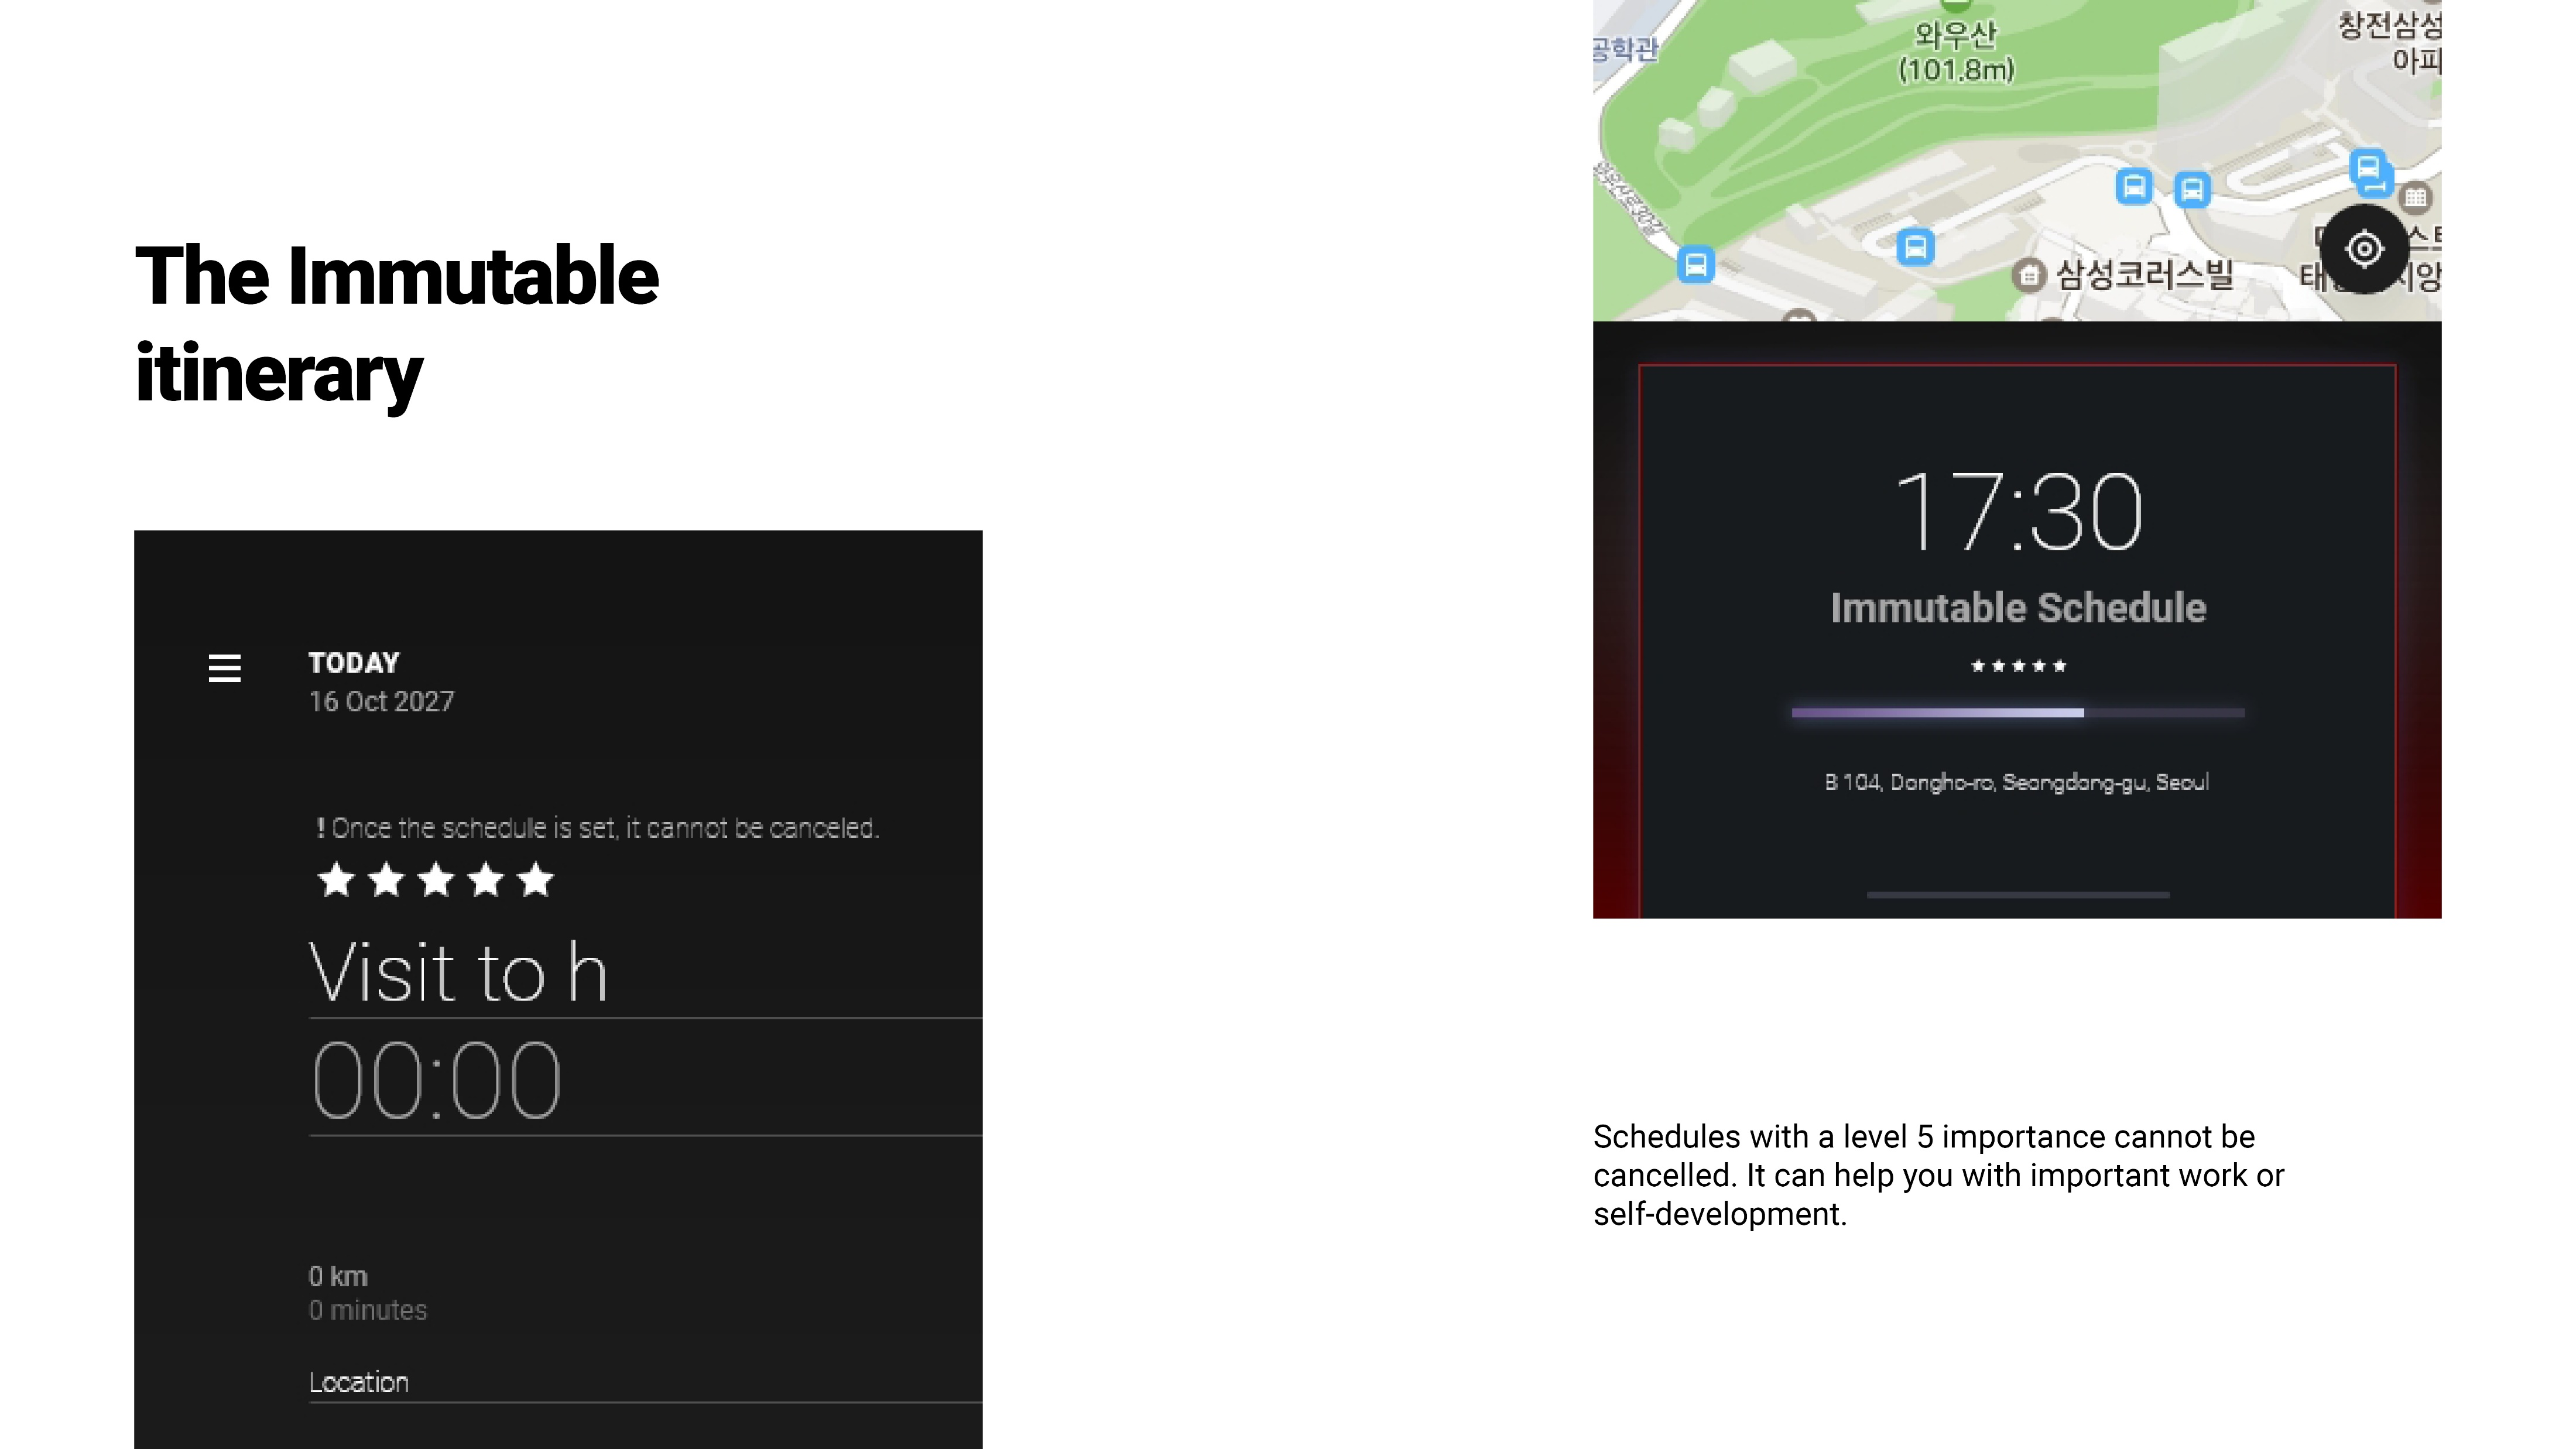 The Immutable
itinerary
TODAY
16 Oct 2027
! Once the schedule is set, it cannot be canceled.
Visit to h
00:00
0 km
0 minutes
Location
공학관
와우산
(101.8m)
창전삼성
아파
삼성코러스빌
17:30
Immutable Schedule
B 104, Dongho-ro, Seongdong-gu, Seoul
Schedules with a level 5 importance cannot be
cancelled. It can help you with important work or
self-development.